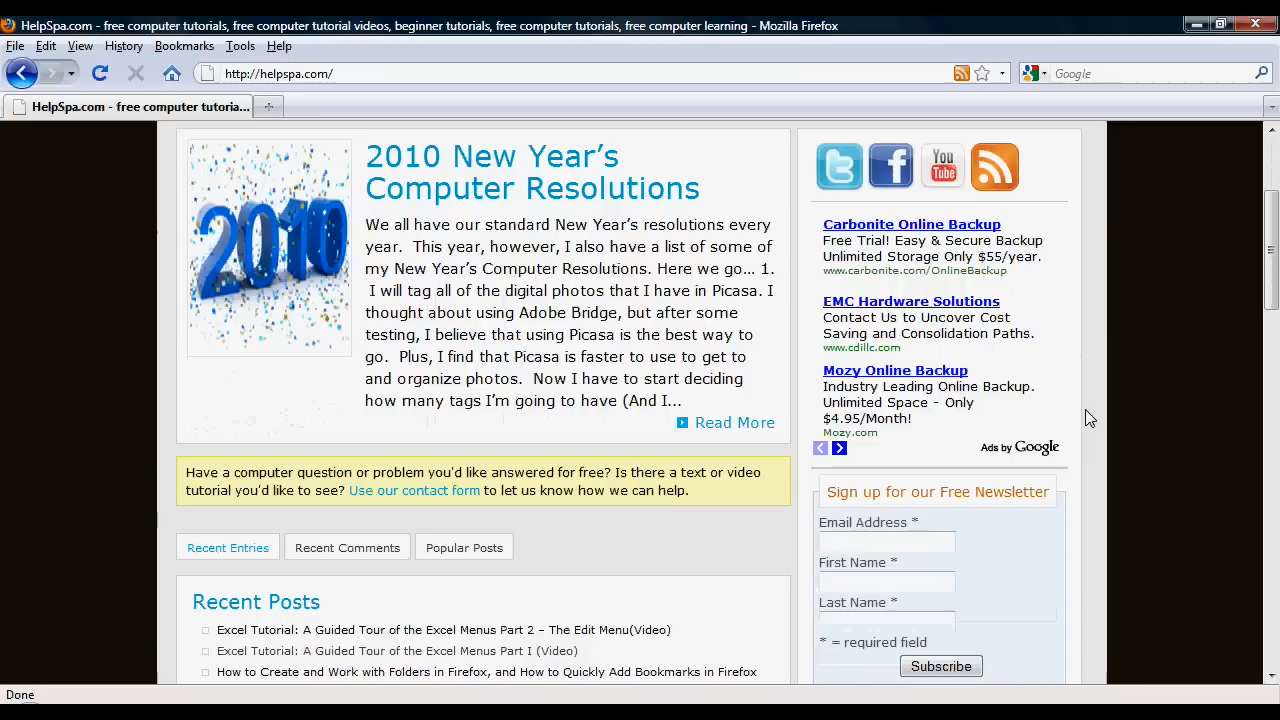 HelpSpa.com - free computer tutorials, free computer tutorial videos, beginner tutorials, free computer tutorials, free computer learning - Mozilla Firefox
File Edit View History Bookmarks Tools Help
http://helpspa.com/
Google
HelpSpa.com - free computer tutoria...
2010
2010 New Year’s
Computer Resolutions
We all have our standard New Year’s resolutions every
year. This year, however, I also have a list of some of
my New Year’s Computer Resolutions. Here we go... 1.
I will tag all of the digital photos that I have in Picasa. I
thought about using Adobe Bridge, but after some
testing, I believe that using Picasa is the best way to
go. Plus, I find that Picasa is faster to use to get to
and organize photos. Now I have to start deciding
how many tags I’m going to have (And I...
Read More
Have a computer question or problem you'd like answered for free? Is there a text or video
tutorial you'd like to see? Use our contact form to let us know how we can help.
Recent Entries
Recent Comments
Popular Posts
Recent Posts
Excel Tutorial: A Guided Tour of the Excel Menus Part 2 – The Edit Menu(Video)
Excel Tutorial: A Guided Tour of the Excel Menus Part I (Video)
How to Create and Work with Folders in Firefox, and How to Quickly Add Bookmarks in Firefox
You
Tube
Carbonite Online Backup
Free Trial! Easy & Secure Backup
Unlimited Storage Only $55/year.
www.carbonite.com/OnlineBackup
EMC Hardware Solutions
Contact Us to Uncover Cost
Saving and Consolidation Paths.
www.cdillc.com
Mozy Online Backup
Industry Leading Online Backup.
Unlimited Space - Only
$4.95/Month!
Mozy.com
Ads by Google
Sign up for our Free Newsletter
Email Address *
First Name *
Last Name *
* = required field
Subscribe
Done